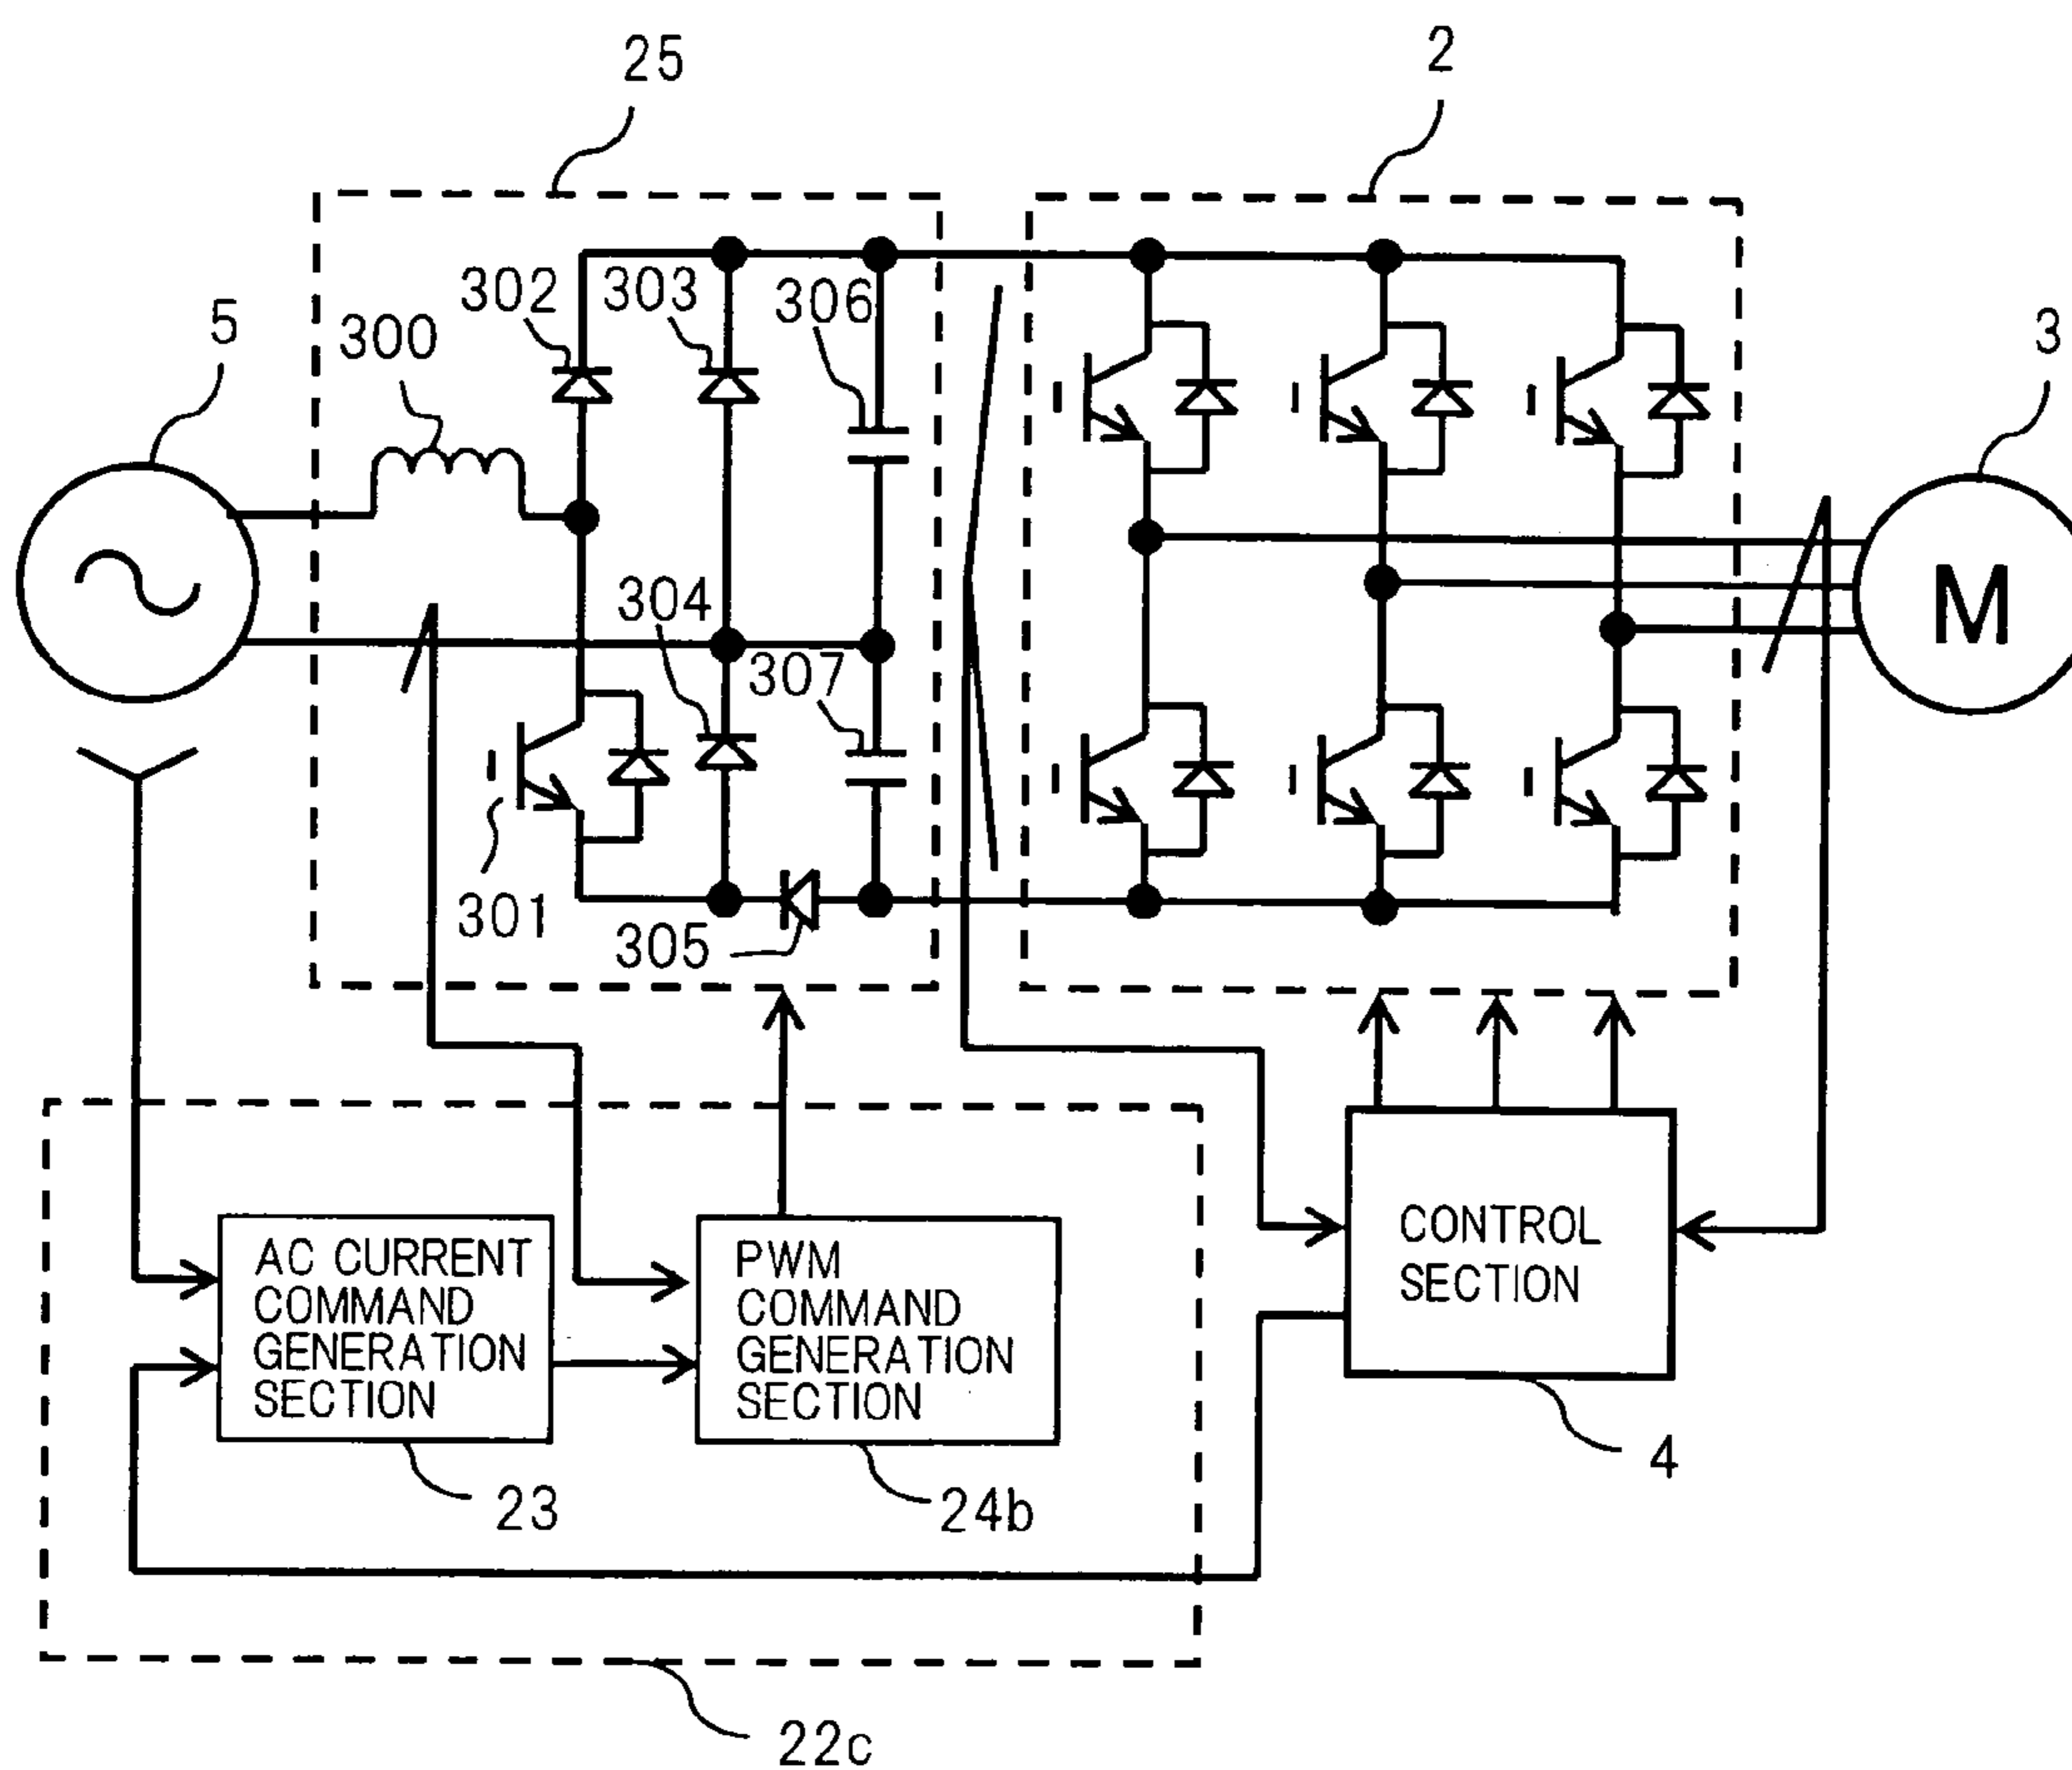 25
2
302
303
306
5
300
3
304
307
M
301
305
CONTROL
SECTION
AC CURRENT
COMMAND
GENERATION
SECTION
PWM
COMMAND
GENERATION
SECTION
4
23
24b
22c